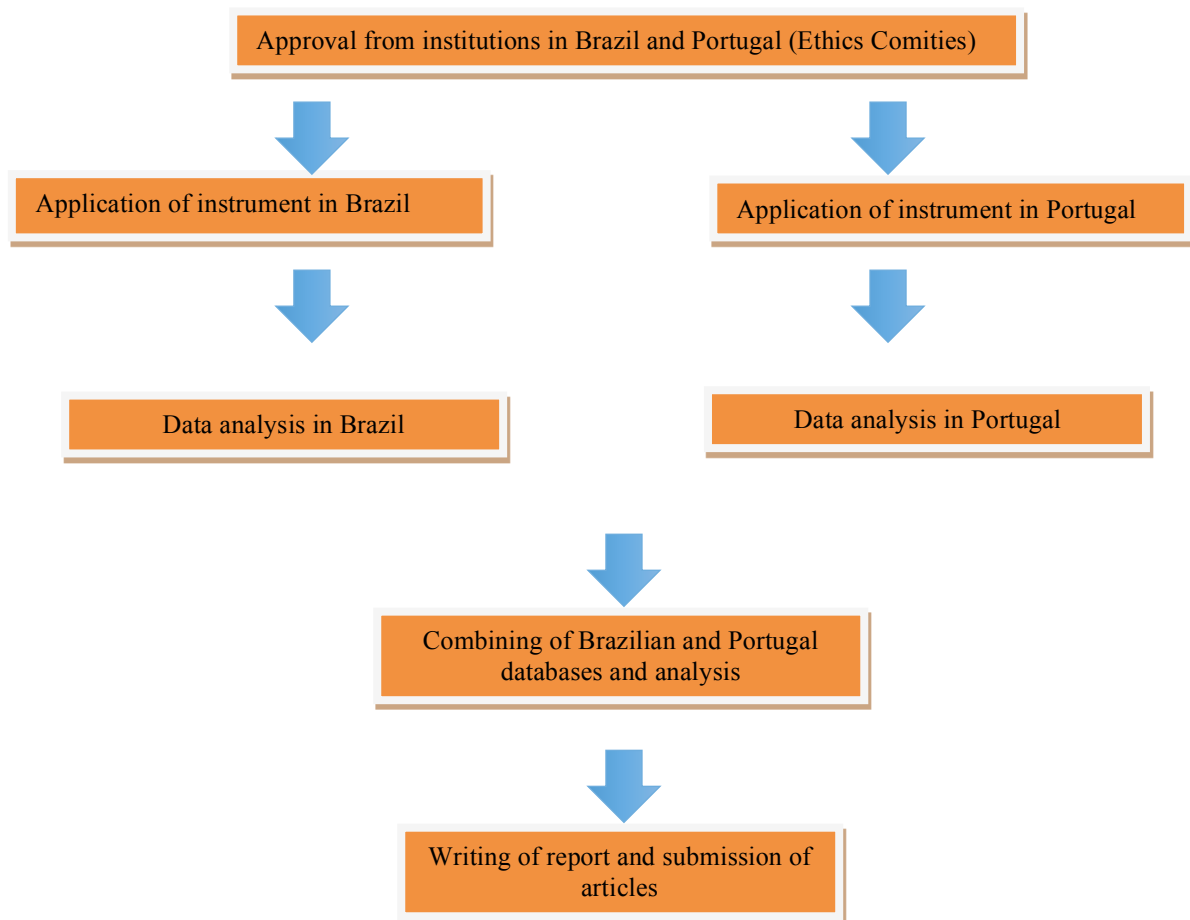 Approval from institutions in Brazil and Portugal (Ethics Comities)
Application of instrument in Brazil
Application of instrument in Portugal
Data analysis in Brazil
Data analysis in Portugal
Combining of Brazilian and Portugal
databases and analysis
Writing of report and submission of
articles